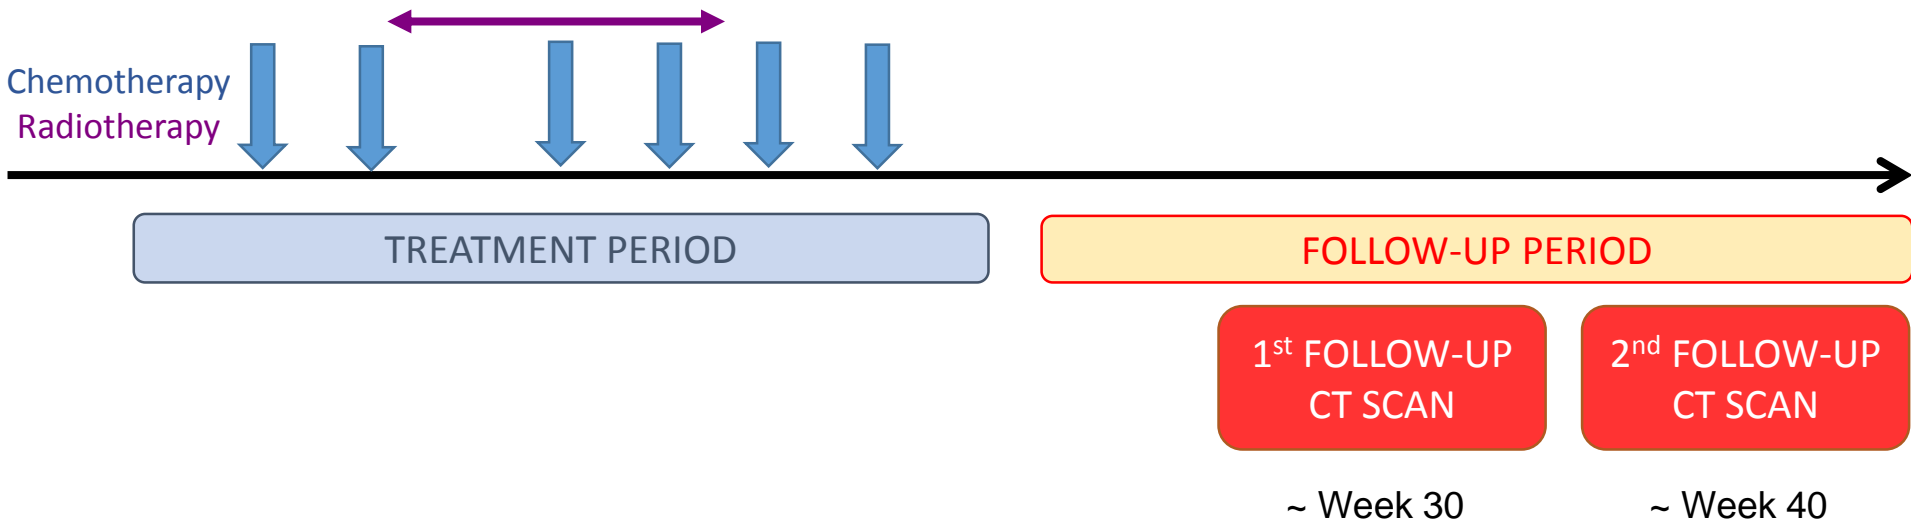 Chemotherapy
Radiotherapy
TREATMENT PERIOD
FOLLOW-UP PERIOD
1st FOLLOW-UP
CT SCAN
2nd FOLLOW-UP
CT SCAN
~ Week 30
~ Week 40